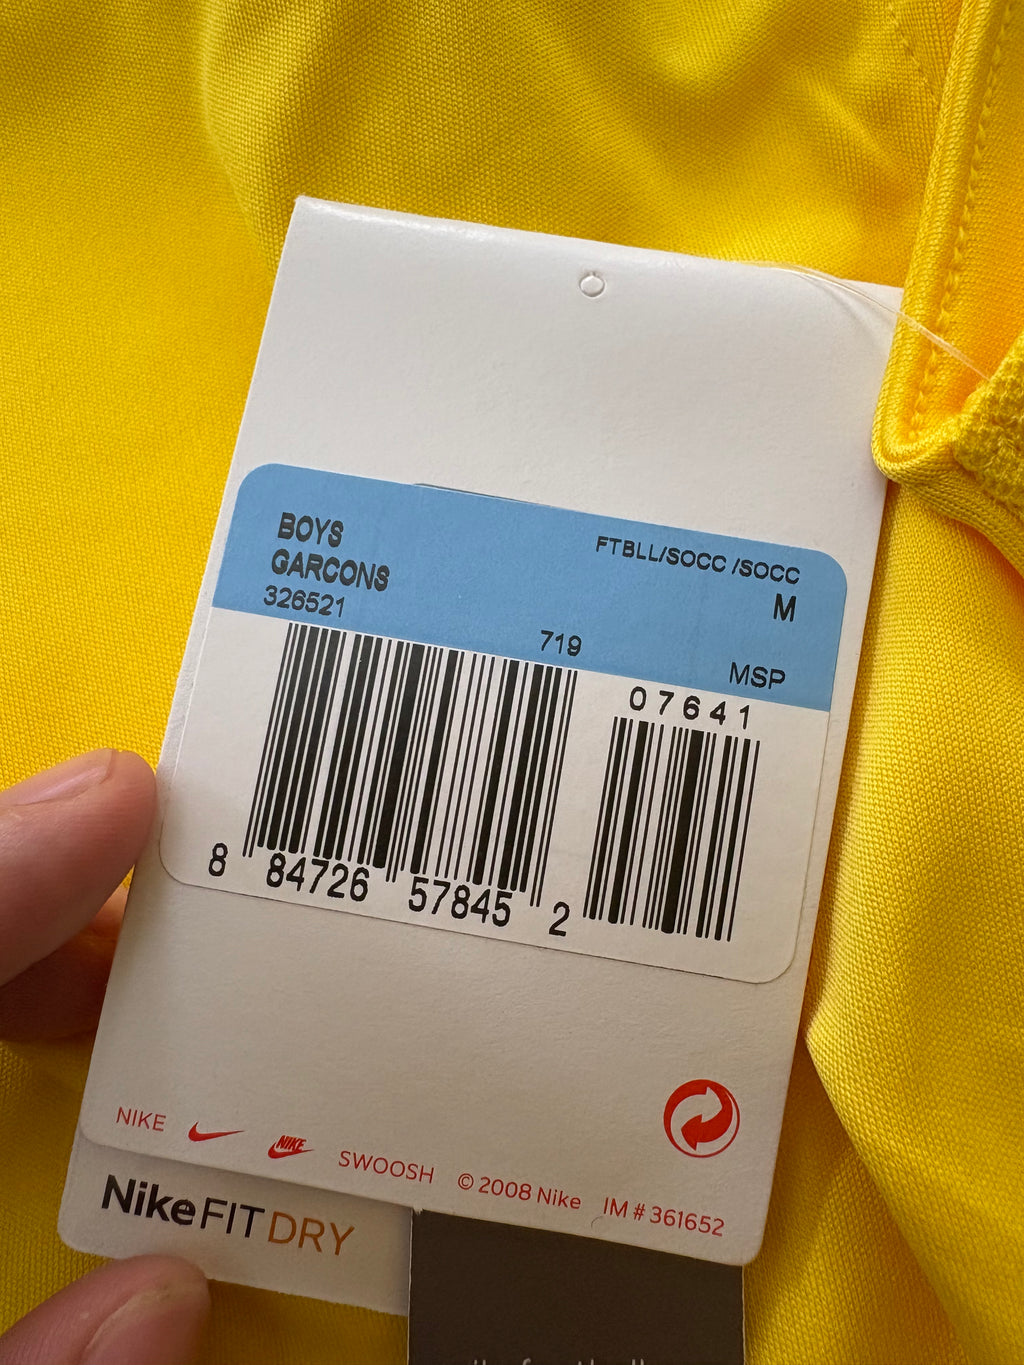 BOYS
GARCONS
326521
FTBLL/SOCC /SOCC
M
719
MSP
07641
8 84726 57845 2
NIKE NIKE SWOOSH © 2008 Nike IM # 361652
NikeFIT DRY